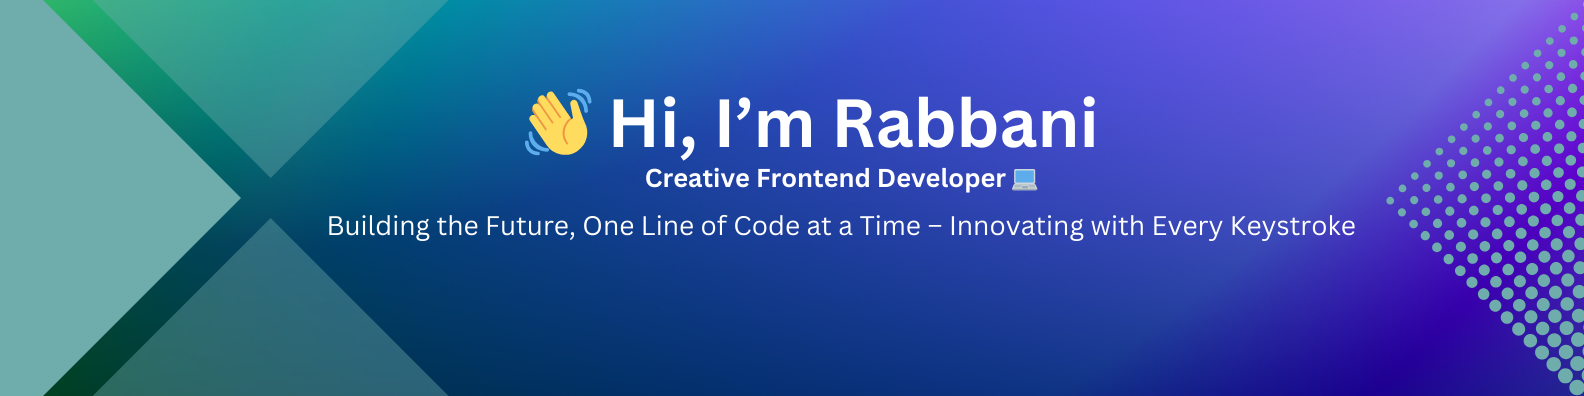 👋 Hi, I’m Rabbani
Creative Frontend Developer 💻
Building the Future, One Line of Code at a Time – Innovating with Every Keystroke